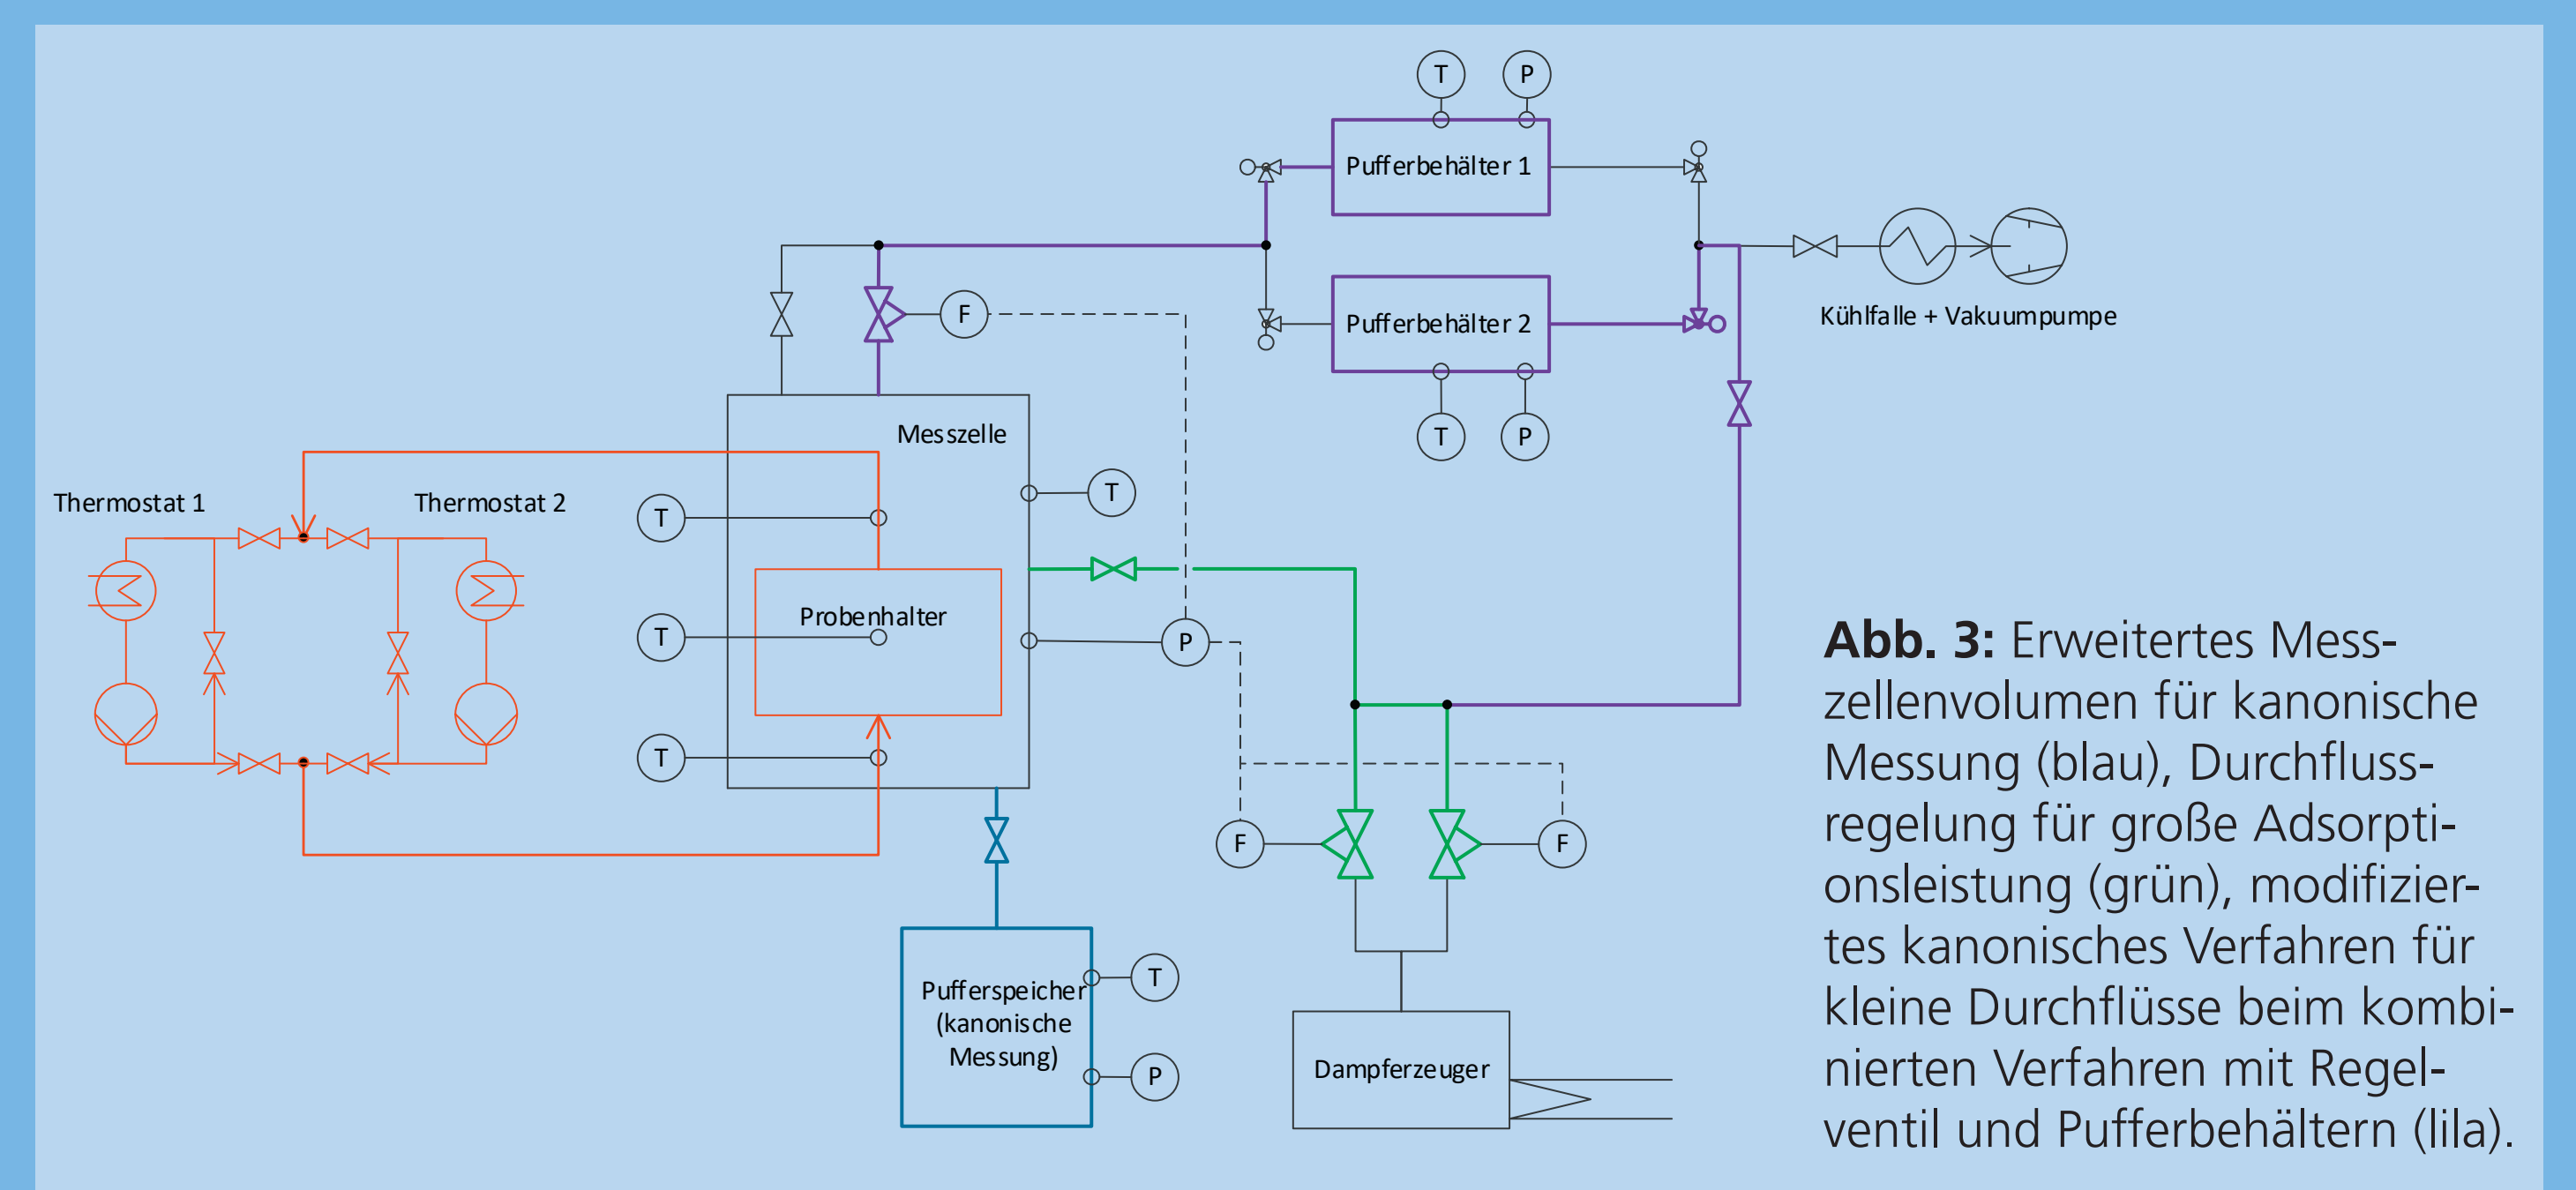 T
P
Pufferbehälter 1
Pufferbehälter 2
F
Kühlfalle + Vakuumpumpe
T
P
Messzelle
Thermostat 1
Thermostat 2
T
T
T
Probenhalter
P
T
F
F
Pufferspeicher
(kanonische
Messung)
T
P
Dampferzeuger
Abb. 3: Erweitertes Mess-
zellenvolumen für kanonische
Messung (blau), Durchfluss-
regelung für große Adsorpti-
onsleistung (grün), modifizier-
tes kanonisches Verfahren für
kleine Durchflüsse beim kombi-
nierten Verfahren mit Regel-
ventil und Pufferbehältern (lila).